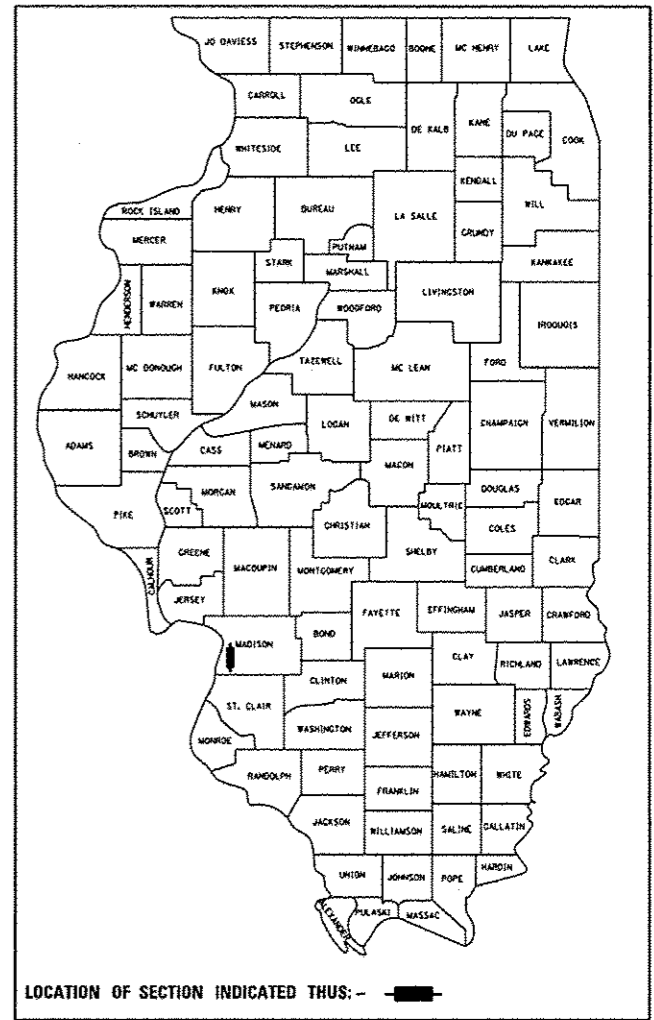 JO DAVIESS STEPHENSON WINNEBAGO BOONE MC HENRY LAKE
CARROLL OGLE DE KALB KANE DU PAGE COOK
WHITESIDE LEE KENDALL
ROCK ISLAND HENRY BUREAU LA SALLE GRUNDY WILL
MERCER PUTNAM KANKAKEE
STARK MARSHALL
HENDERSON WARREN KNOX PEORIA WOODFORD LIVINGSTON IROQUOIS
HANCOCK MC DONOUGH FULTON TAZEWELL MC LEAN FORD
SCHUYLER MASON LOGAN DE WITT CHAMPAIGN VERMILION
ADAMS BROWN CASS MENARD PIATT
MACON
MORGAN SANGAMON DOUGLAS EDGAR
PIKE SCOTT CHRISTIAN MOULTRIE COLES
CALHOUN GREENE MACOUPIN MONTGOMERY SHELBY CUMBERLAND CLARK
JERSEY FAYETTE EFFINGHAM JASPER CRAWFORD
MADISON BOND CLAY RICHLAND LAWRENCE
CLINTON MARION
ST. CLAIR WAYNE EDWARDS WABASH
MONROE WASHINGTON JEFFERSON
RANDOLPH PERRY HAMILTON WHITE
FRANKLIN
JACKSON WILLIAMSON SALINE GALLATIN
UNION JOHNSON POPE HARDIN
ALEXANDER PULASKI MASSAC
LOCATION OF SECTION INDICATED THUS: -